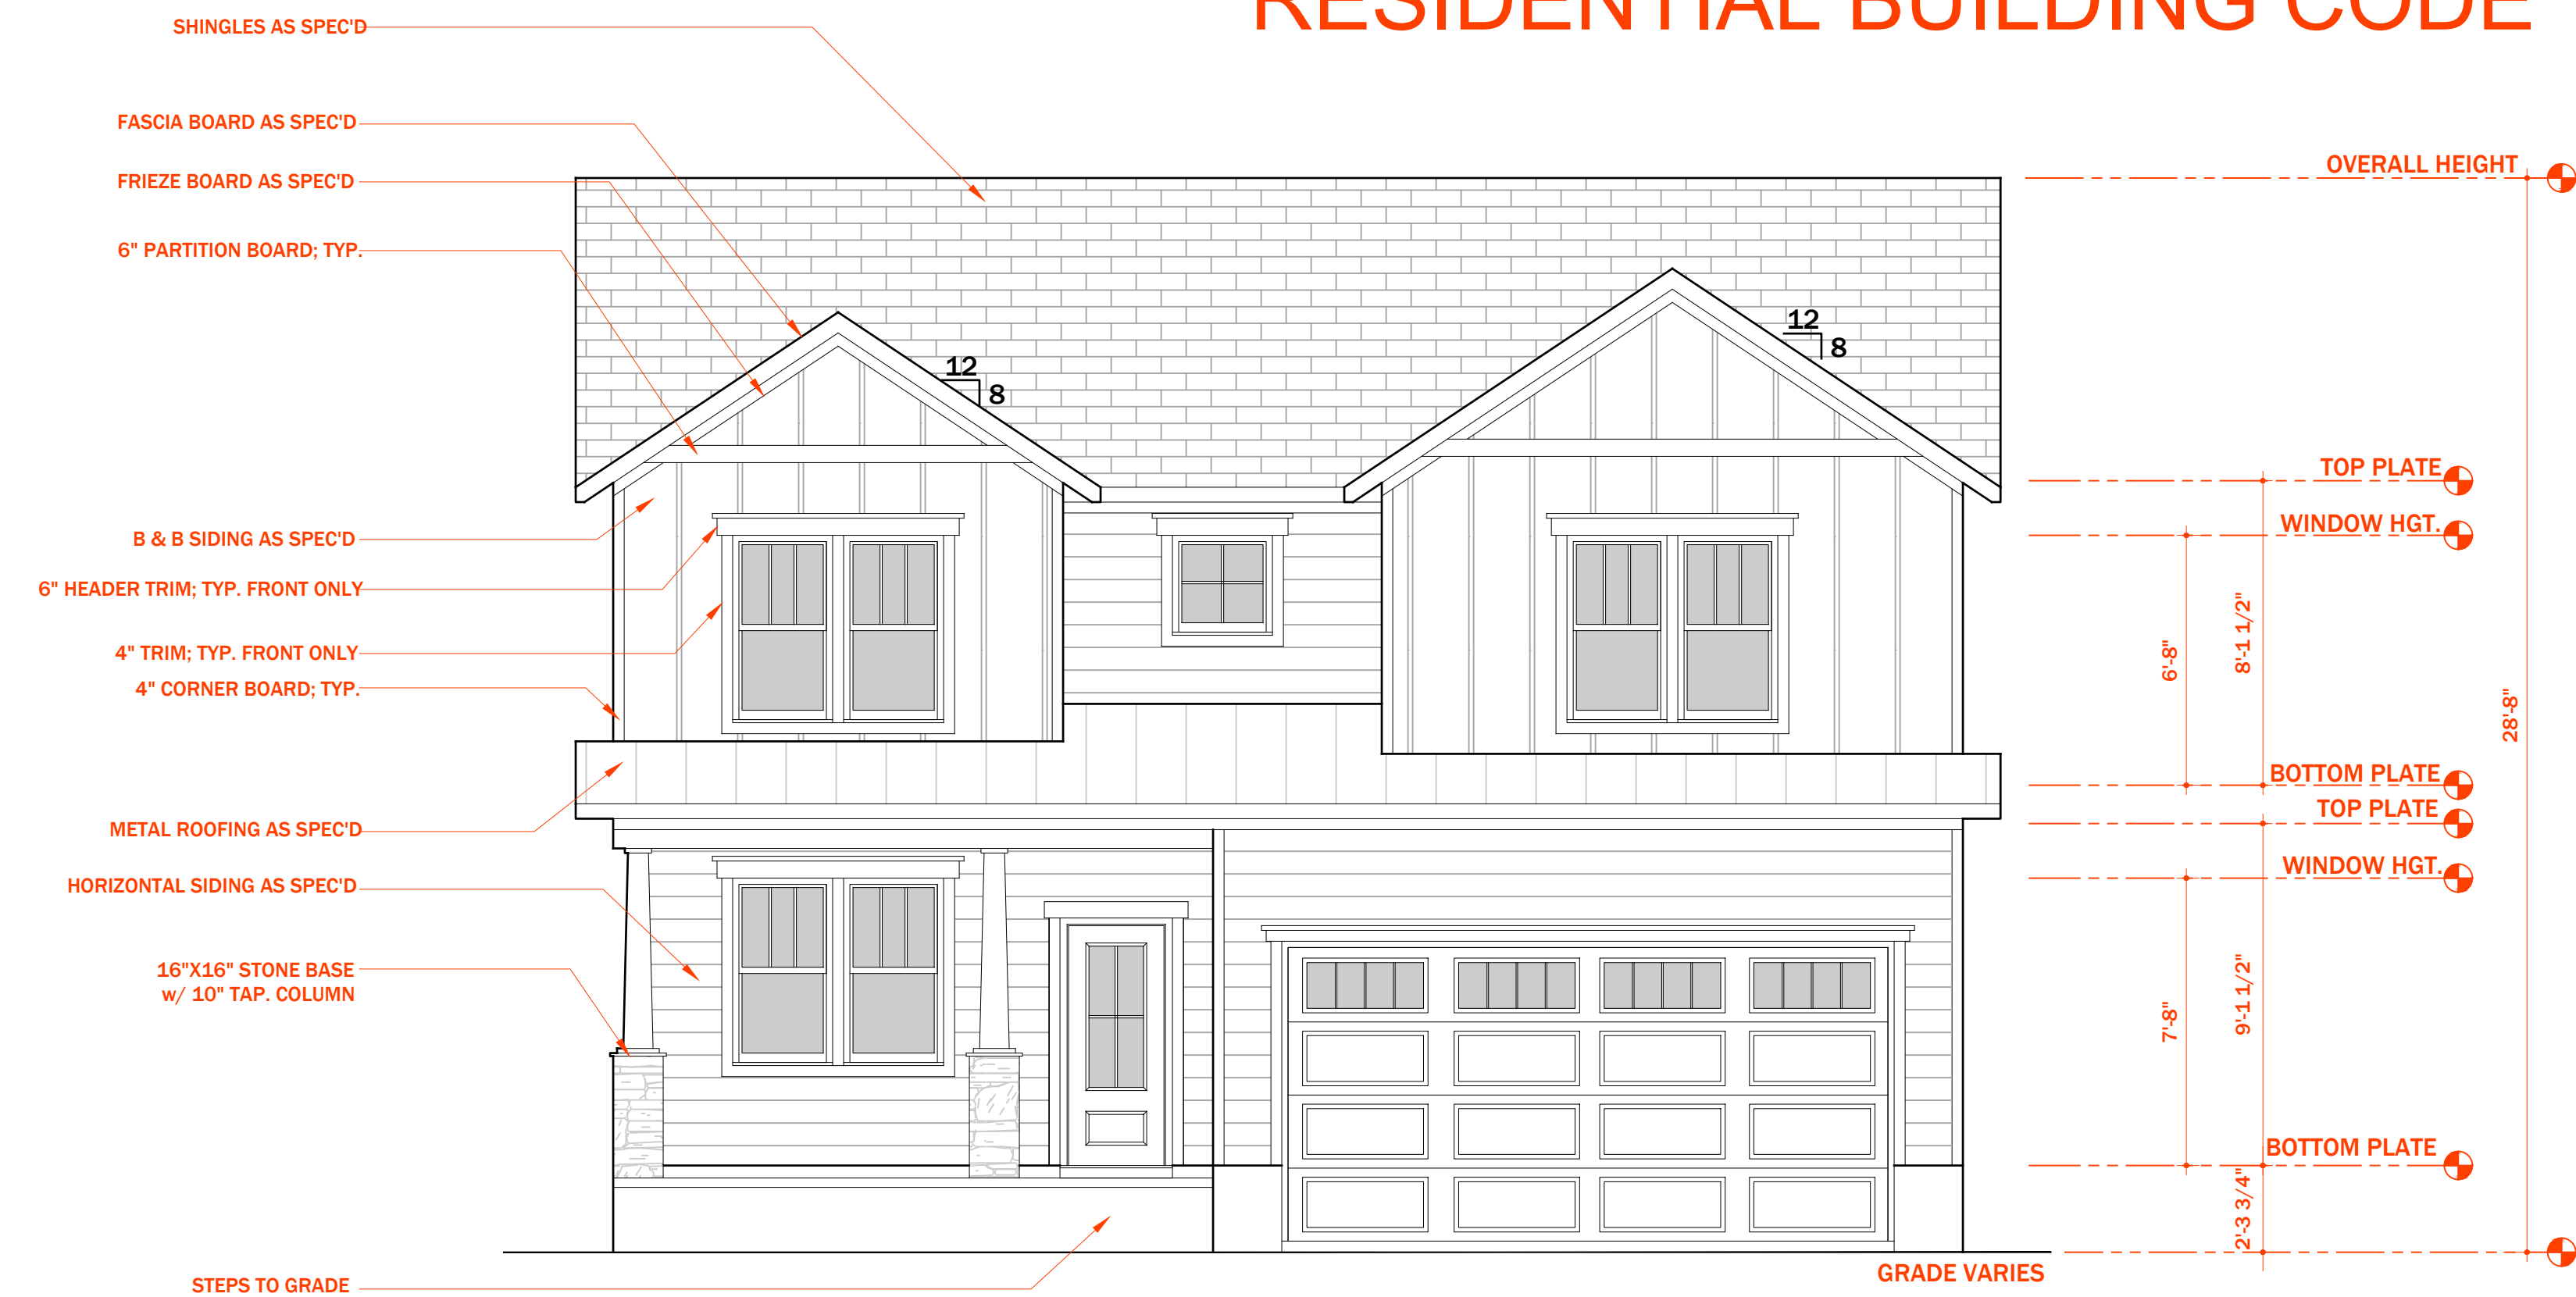 RESIDENTIAL BUILDING CODE
SHINGLES AS SPEC'D
FASCIA BOARD AS SPEC'D
FRIEZE BOARD AS SPEC'D
6" PARTITION BOARD; TYP.
B & B SIDING AS SPEC'D
6" HEADER TRIM; TYP. FRONT ONLY
4" TRIM; TYP. FRONT ONLY
4" CORNER BOARD; TYP.
METAL ROOFING AS SPEC'D
HORIZONTAL SIDING AS SPEC'D
16"X16" STONE BASE
w/ 10" TAP. COLUMN
STEPS TO GRADE
12
8
12
8
OVERALL HEIGHT
TOP PLATE
WINDOW HGT.
6'-8"
8'-1 1/2"
28'-8"
BOTTOM PLATE
TOP PLATE
WINDOW HGT.
7'-8"
9'-1 1/2"
BOTTOM PLATE
2'-3 3/4"
GRADE VARIES